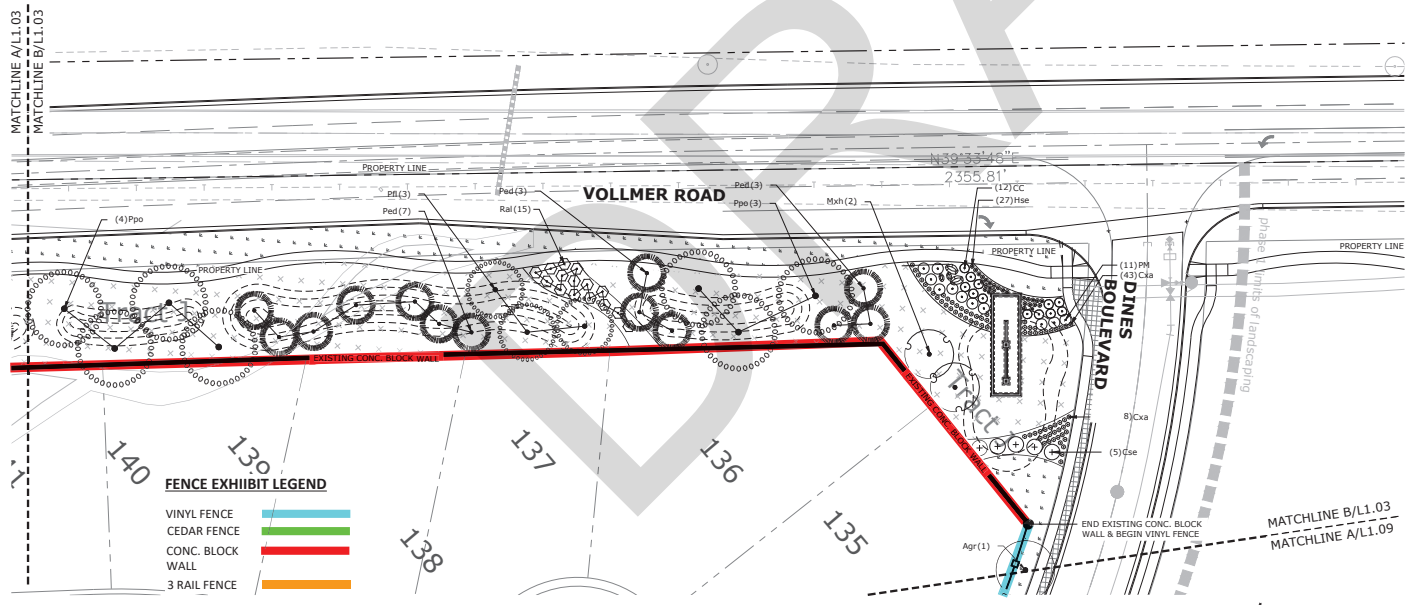 MATCHLINE A/L1.03
MATCHLINE B/L1.03
DRA
N39°33'46"E
2355.81'
PROPERTY LINE
VOLLMER ROAD
Pfl(3)
Ped(3)
Ped(3)
Ped(7)
Ral(15)
Ppo(3)
Mxh(2)
(12)CC
(27)Hse
(4)Ppo
PROPERTY LINE
PROPERTY LINE
PROPERTY LINE
(11)PM
(43)Cxa
DINES
BOULEVARD
phase limits of landscaping
Tract
EXISTING CONC. BLOCK WALL
EXISTING CONC. BLOCK WALL
Tract
8)Cxa
(5)Cse
140
139
137
136
138
135
FENCE EXHIIBIT LEGEND
VINYL FENCE
CEDAR FENCE
CONC. BLOCK
WALL
3 RAIL FENCE
END EXISTING CONC. BLOCK
WALL & BEGIN VINYL FENCE
Agr(1)
MATCHLINE B/L1.03
MATCHLINE A/L1.09